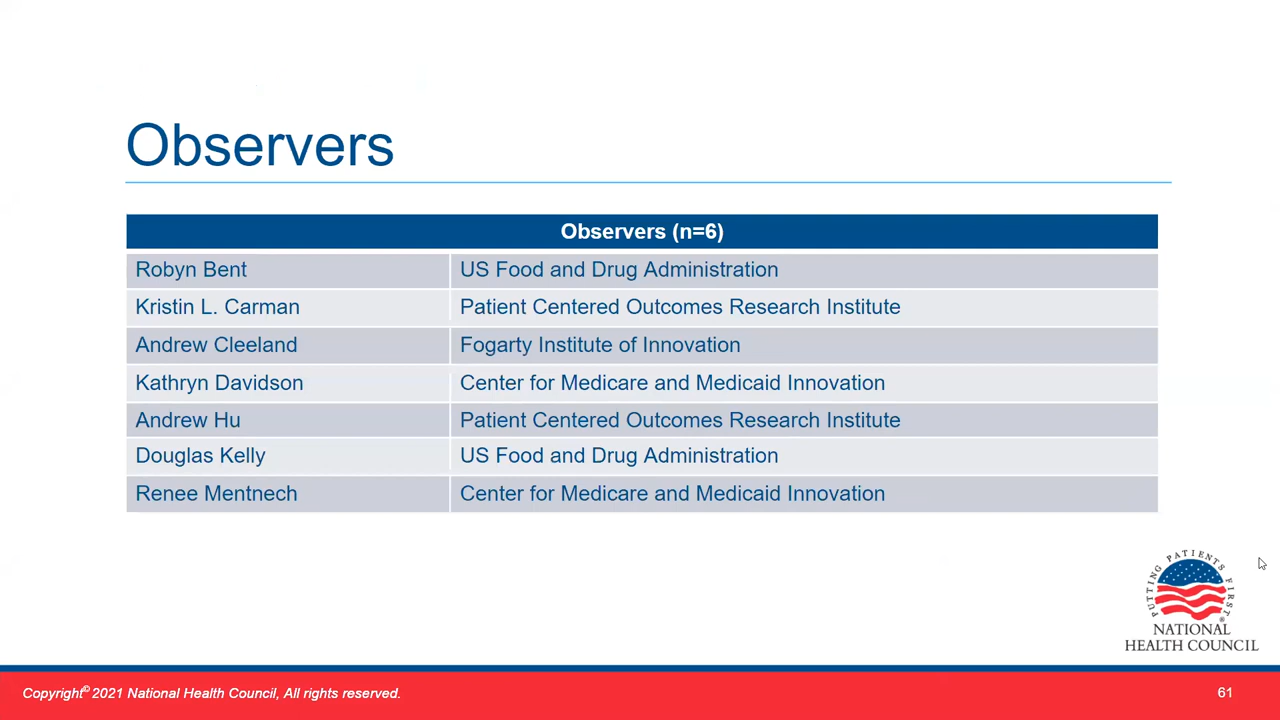 Observers
Observers (n=6)
Robyn Bent US Food and Drug Administration
Kristin L. Carman Patient Centered Outcomes Research Institute
Andrew Cleeland Fogarty Institute of Innovation
Kathryn Davidson Center for Medicare and Medicaid Innovation
Andrew Hu Patient Centered Outcomes Research Institute
Douglas Kelly US Food and Drug Administration
Renee Mentnech Center for Medicare and Medicaid Innovation
PUTTING PATIENTS FIRST®
NATIONAL
HEALTH COUNCIL
Copyright© 2021 National Health Council, All rights reserved.
61